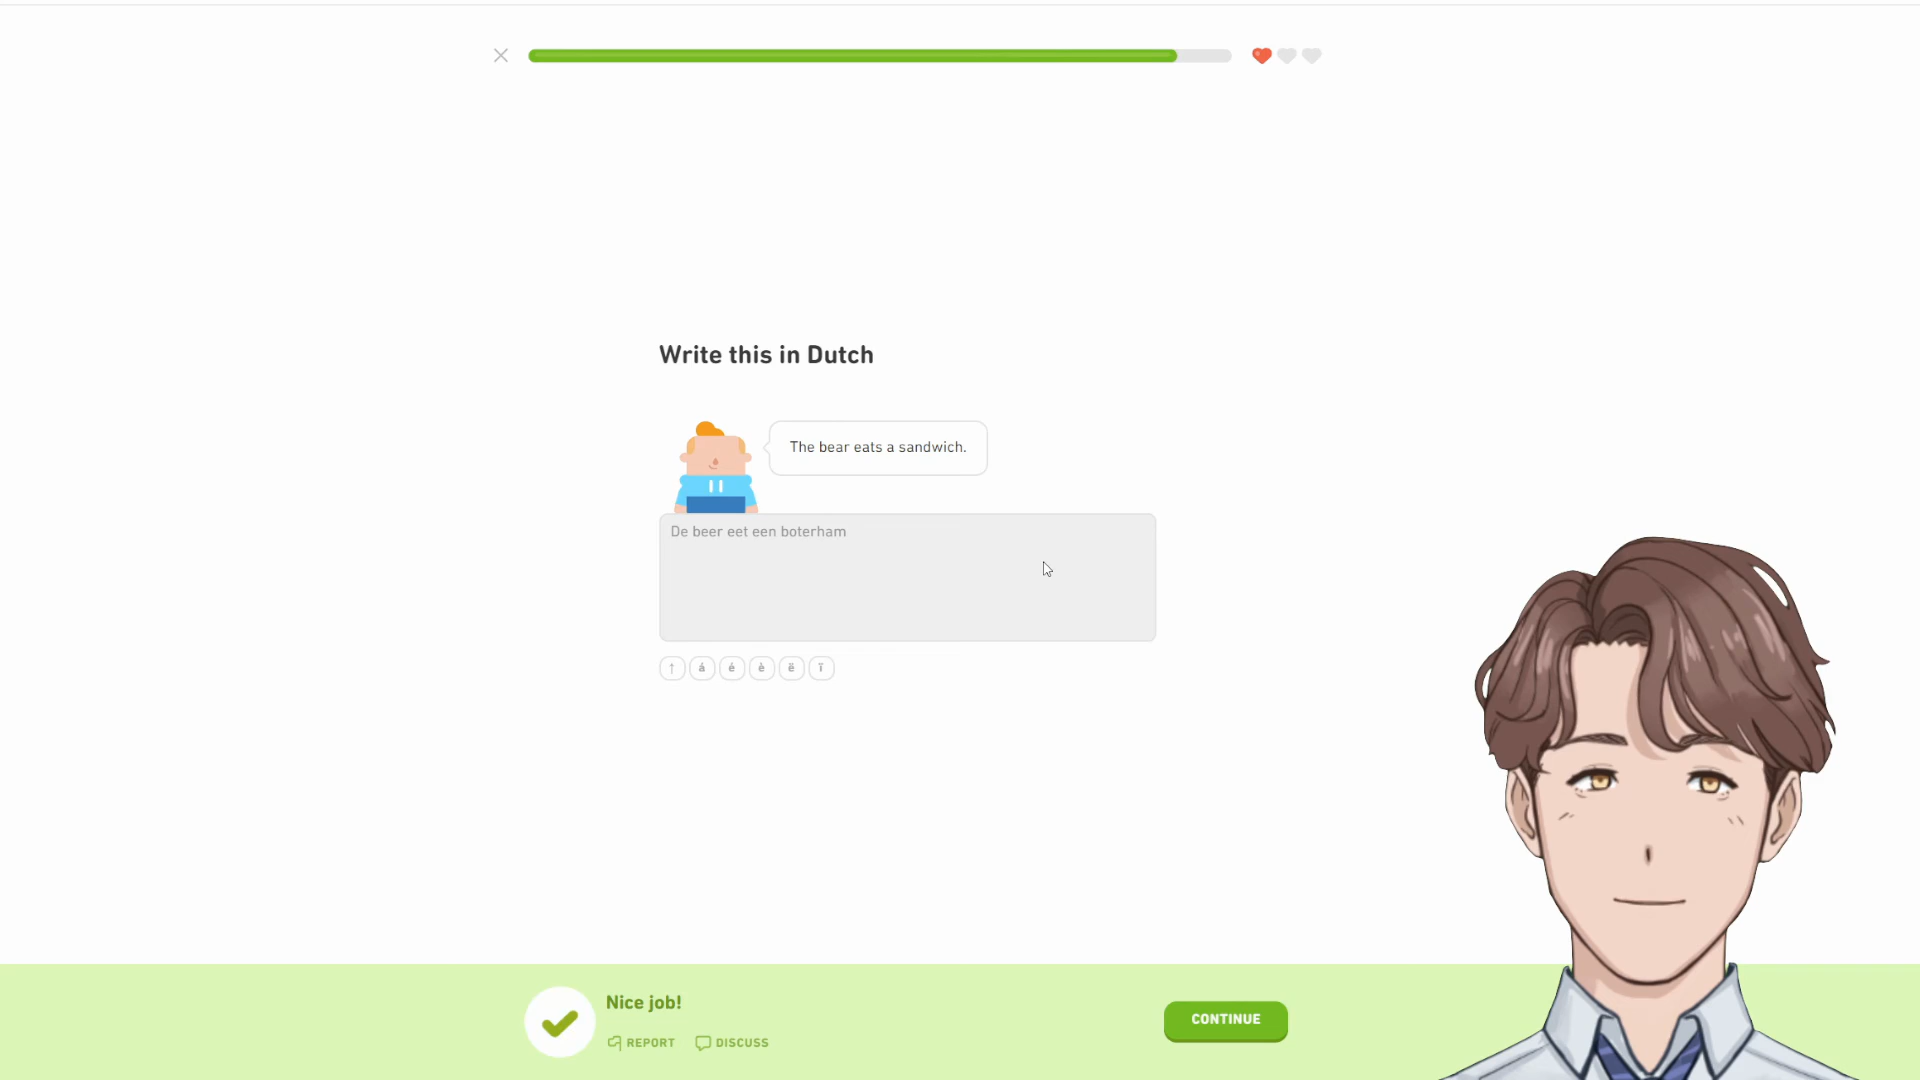 Write this in Dutch
The bear eats a sandwich.
De beer eet een boterham
↑ á é è ë ï
Nice job!
CONTINUE
REPORT DISCUSS